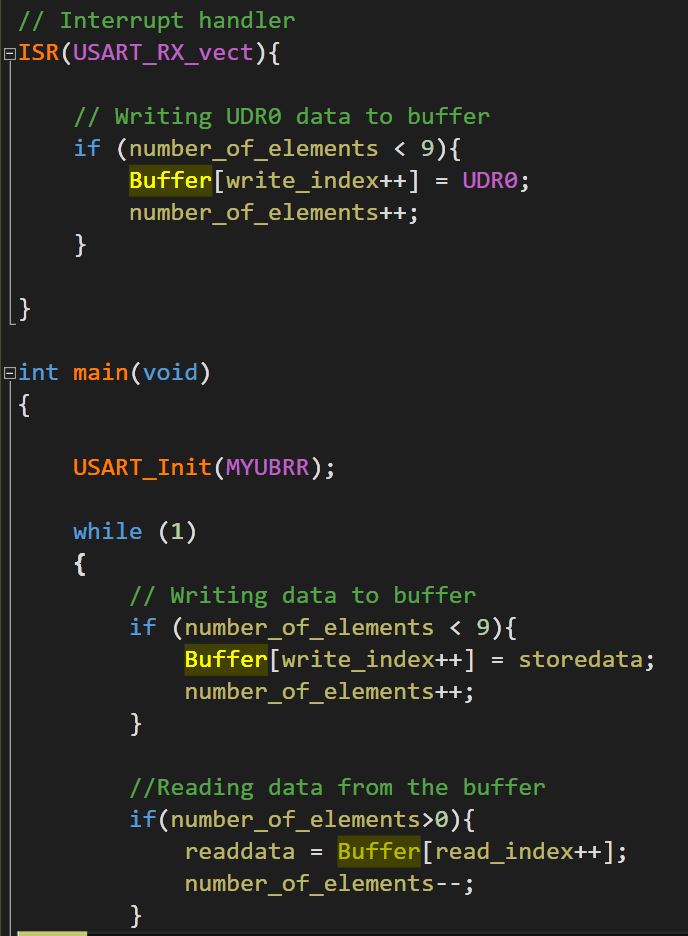 // Interrupt handler
ISR(USART_RX_vect){
// Writing UDR0 data to buffer
if (number_of_elements < 9){
Buffer[write_index++] = UDR0;
number_of_elements++;
}
}
int main(void)
{
USART_Init(MYUBRR);
while (1)
{
// Writing data to buffer
if (number_of_elements < 9){
Buffer[write_index++] = storedata;
number_of_elements++;
}
//Reading data from the buffer
if(number_of_elements>0){
readdata = Buffer[read_index++];
number_of_elements--;
}